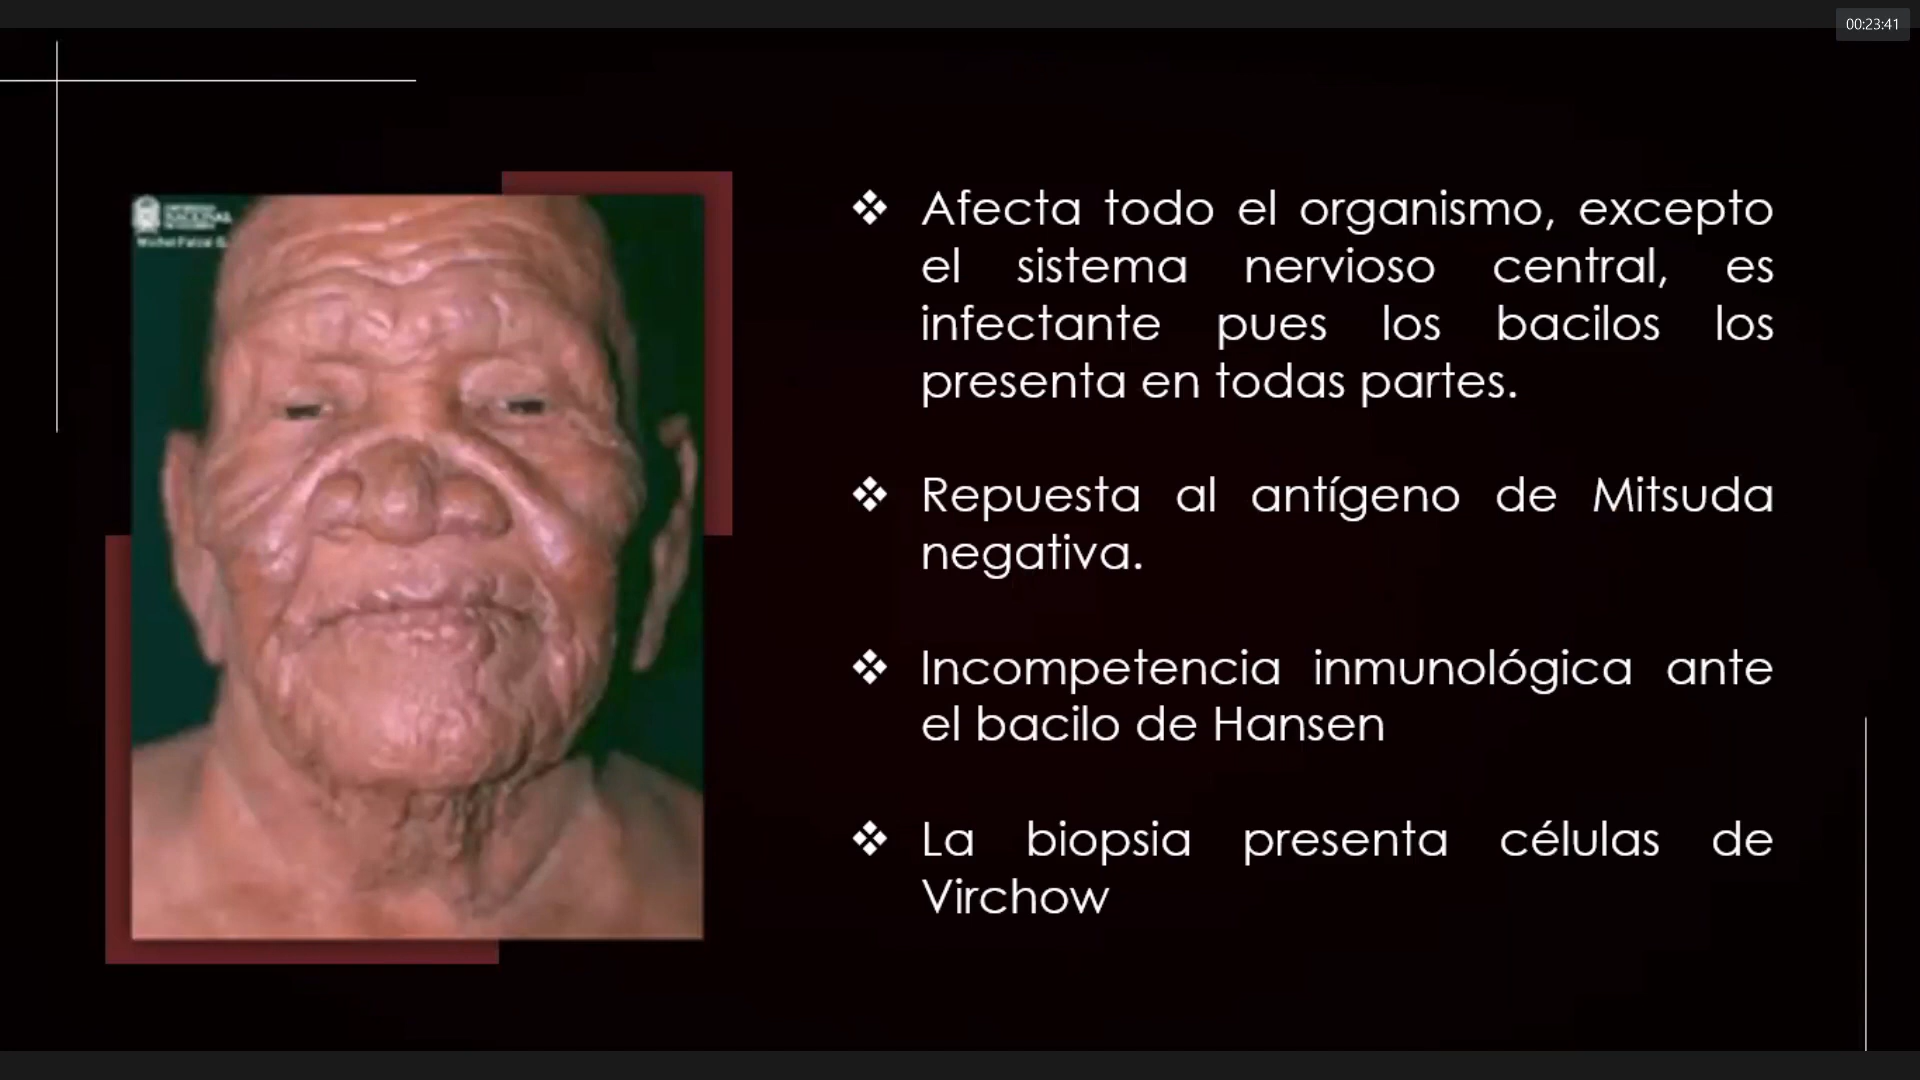 00:23:41
NACIONAL
❖ Afecta todo el organismo, excepto
el sistema nervioso central, es
infectante pues los bacilos los
presenta en todas partes.
❖ Repuesta al antígeno de Mitsuda
negativa.
❖ Incompetencia inmunológica ante
el bacilo de Hansen
❖ La biopsia presenta células de
Virchow